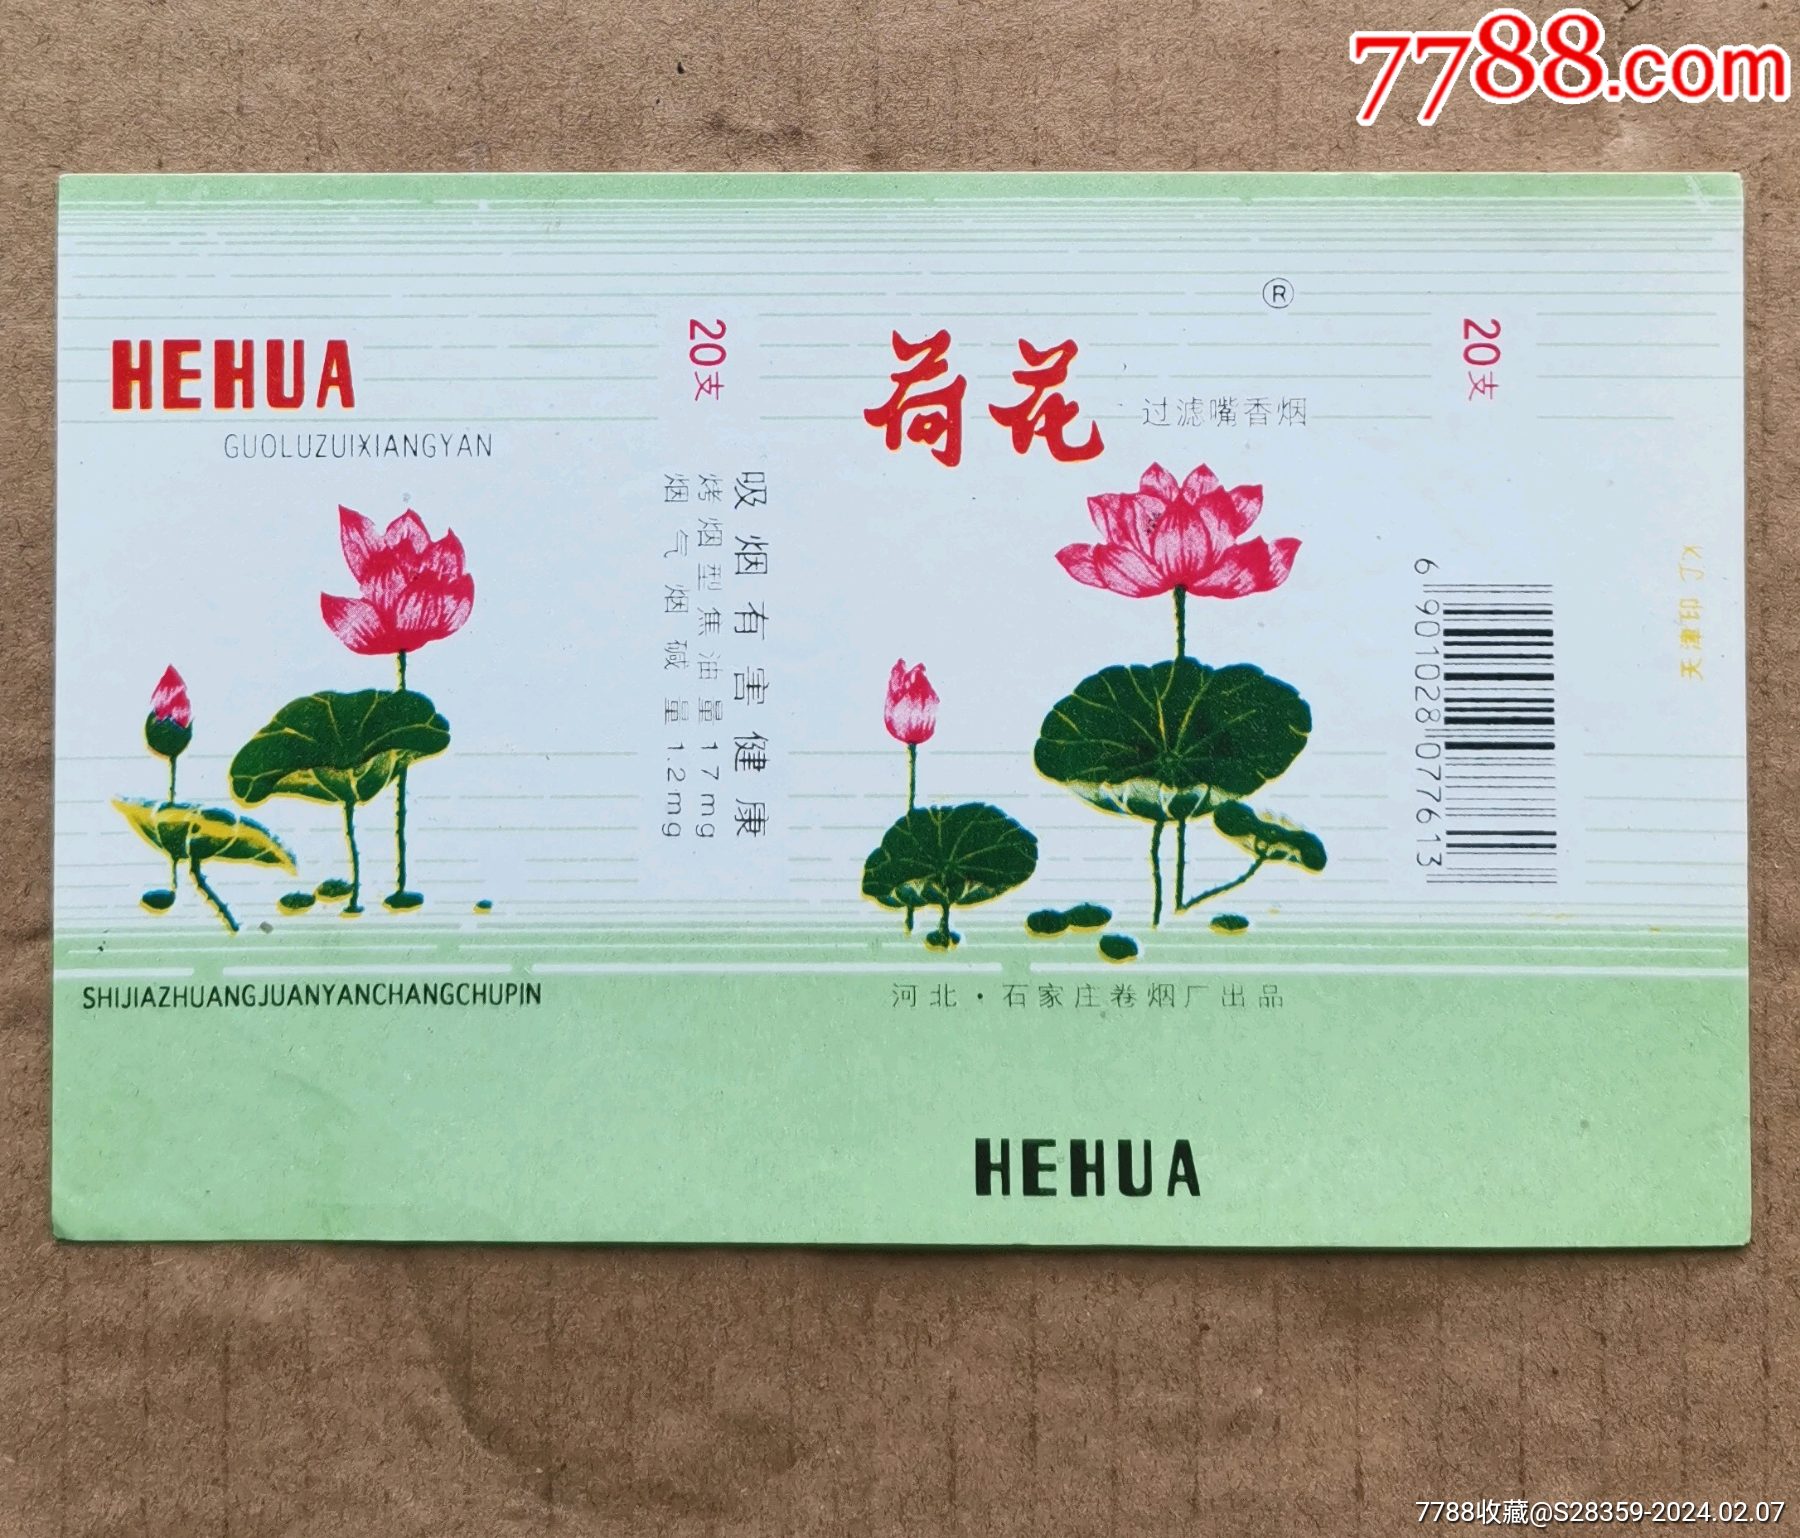 7788.com
®
HEHUA
GUOLUZUIXIANGYAN
20支
吸烟有害健康
烤烟型焦油量17mg
烟气烟碱量1.2mg
荷花
过滤嘴香烟
20支
6 901028 077613
天津印 JX
SHIJIAZHUANGJUANYANCHANGCHUPIN
河北·石家庄卷烟厂出品
HEHUA
7788收藏@S28359-2024.02.07